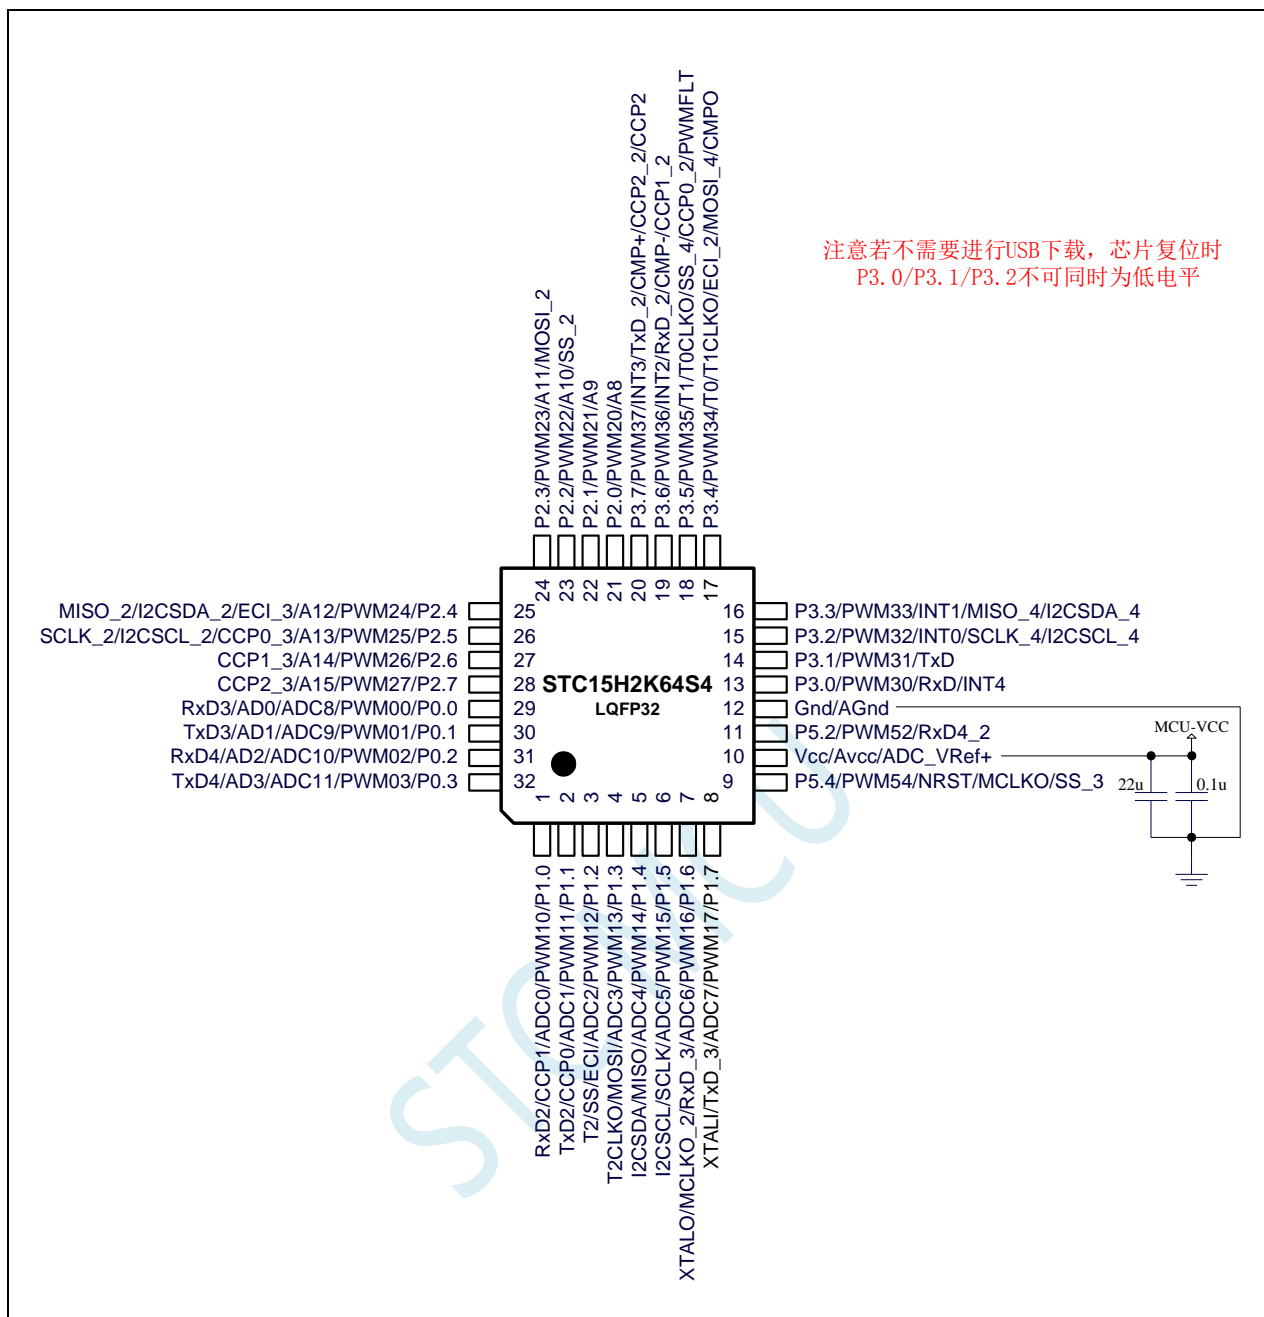 P2.3/PWM23/A11/MOSI_2
P2.2/PWM22/A10/SS_2
P2.1/PWM21/A9
P2.0/PWM20/A8
P3.7/PWM37/INT3/TxD_2/CMP+/CCP2_2/CCP2
P3.6/PWM36/INT2/RxD_2/CMP-/CCP1_2
P3.5/PWM35/T1/T0CLKO/SS_4/CCP0_2/PWMFLT
P3.4/PWM34/T0/T1CLKO/ECI_2/MOSI_4/CMPO
注意若不需要进行USB下载，芯片复位时
P3.0/P3.1/P3.2不可同时为低电平
24 23 22 21 20 19 18 17
MISO_2/I2CSDA_2/ECI_3/A12/PWM24/P2.4 25
SCLK_2/I2CSCL_2/CCP0_3/A13/PWM25/P2.5 26
CCP1_3/A14/PWM26/P2.6 27
CCP2_3/A15/PWM27/P2.7 28
RxD3/AD0/ADC8/PWM00/P0.0 29
TxD3/AD1/ADC9/PWM01/P0.1 30
RxD4/AD2/ADC10/PWM02/P0.2 31
TxD4/AD3/ADC11/PWM03/P0.3 32
STC15H2K64S4
LQFP32
16 P3.3/PWM33/INT1/MISO_4/I2CSDA_4
15 P3.2/PWM32/INT0/SCLK_4/I2CSCL_4
14 P3.1/PWM31/TxD
13 P3.0/PWM30/RxD/INT4
12 Gnd/AGnd
11 P5.2/PWM52/RxD4_2
10 Vcc/Avcc/ADC_VRef+
9 P5.4/PWM54/NRST/MCLKO/SS_3
MCU-VCC
22u
0.1u
1 2 3 4 5 6 7 8
RxD2/CCP1/ADC0/PWM10/P1.0
TxD2/CCP0/ADC1/PWM11/P1.1
T2/SS/ECI/ADC2/PWM12/P1.2
T2CLKO/MOSI/ADC3/PWM13/P1.3
I2CSDA/MISO/ADC4/PWM14/P1.4
I2CSCL/SCLK/ADC5/PWM15/P1.5
XTALO/MCLKO_2/RxD_3/ADC6/PWM16/P1.6
XTALI/TxD_3/ADC7/PWM17/P1.7
STCMCU